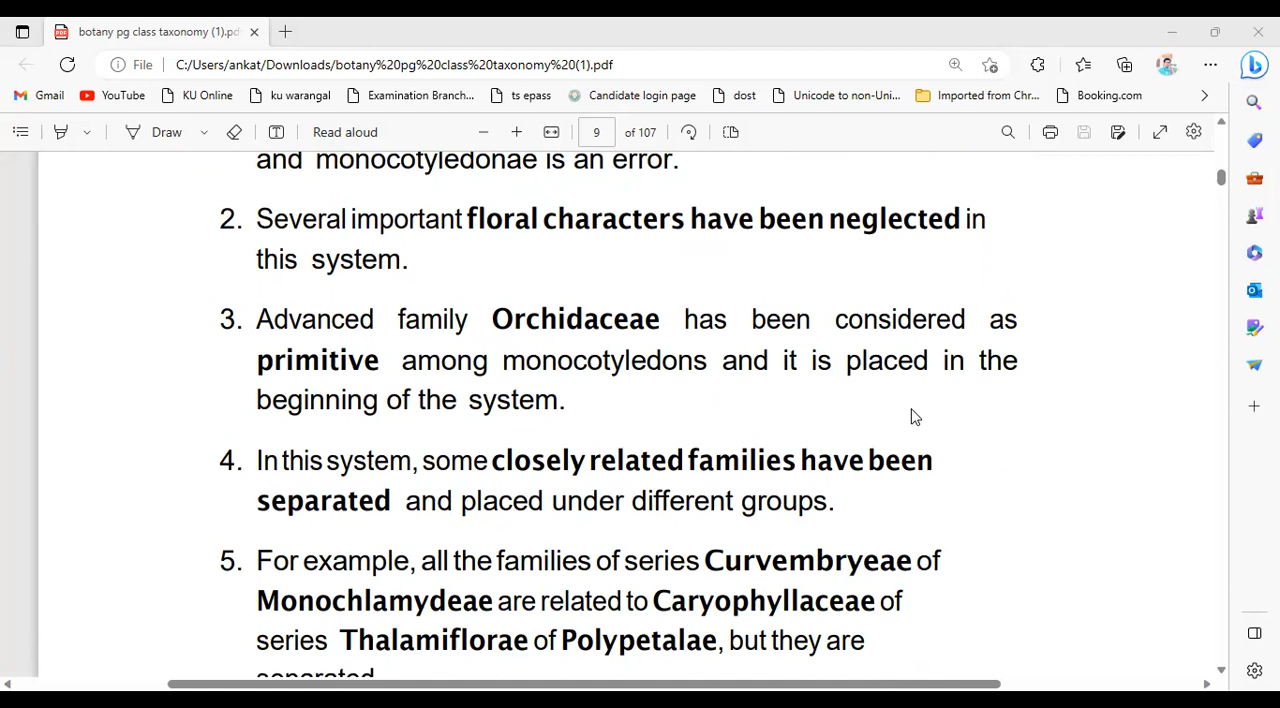 botany pg class taxonomy (1).pd
File
C:/Users/ankat/Downloads/botany%20pg%20class%20taxonomy%20(1).pdf
Gmail YouTube KU Online ku warangal Examination Branch... ts epass Candidate login page dost Unicode to non-Uni... Imported from Chr... Booking.com
Draw Read aloud 9 of 107
and monocotyledonae is an error.
2. Several important floral characters have been neglected in
this system.
3. Advanced family Orchidaceae has been considered as
primitive among monocotyledons and it is placed in the
beginning of the system.
4. In this system, some closely related families have been
separated and placed under different groups.
5. For example, all the families of series Curvembryeae of
Monochlamydeae are related to Caryophyllaceae of
series Thalamiflorae of Polypetalae, but they are
separated